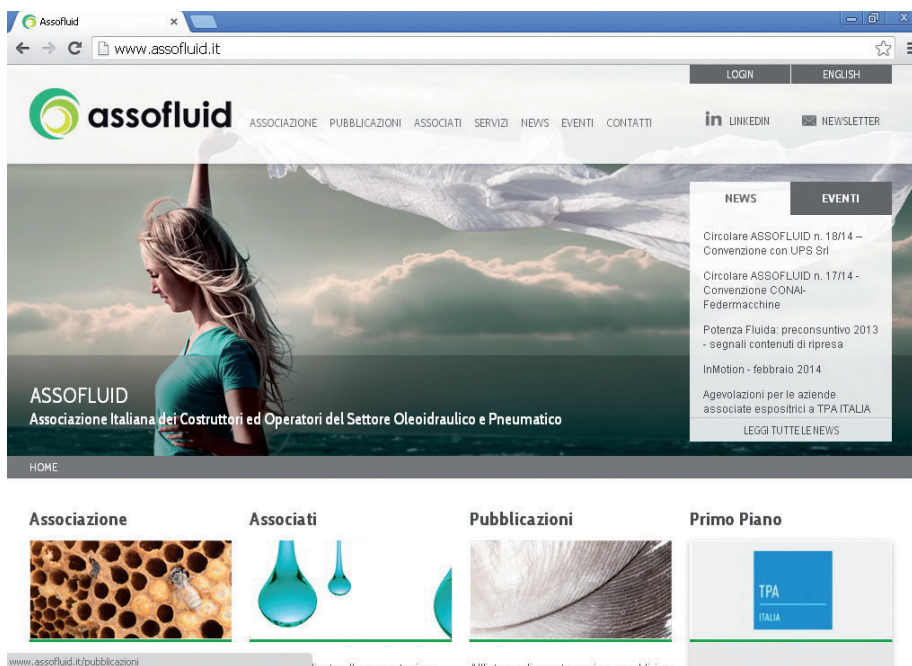 Assofluid
www.assofluid.it
LOGIN
ENGLISH
assofluid
ASSOCIAZIONE PUBBLICAZIONI ASSOCIATI SERVIZI NEWS EVENTI CONTATTI
in LINKEDIN
NEWSLETTER
NEWS
EVENTI
Circolare ASSOFLUID n. 18/14 –
Convenzione con UPS Srl
Circolare ASSOFLUID n. 17/14 -
Convenzione CONAI-
Federmacchine
Potenza Fluida: preconsuntivo 2013
- segnali contenuti di ripresa
InMotion - febbraio 2014
Agevolazioni per le aziende
associate espositrici a TPA ITALIA
LEGGI TUTTE LE NEWS
ASSOFLUID
Associazione Italiana dei Costruttori ed Operatori del Settore Oleoidraulico e Pneumatico
HOME
Associazione
Associati
Pubblicazioni
Primo Piano
TPA
ITALIA
www.assofluid.it/pubblicazioni